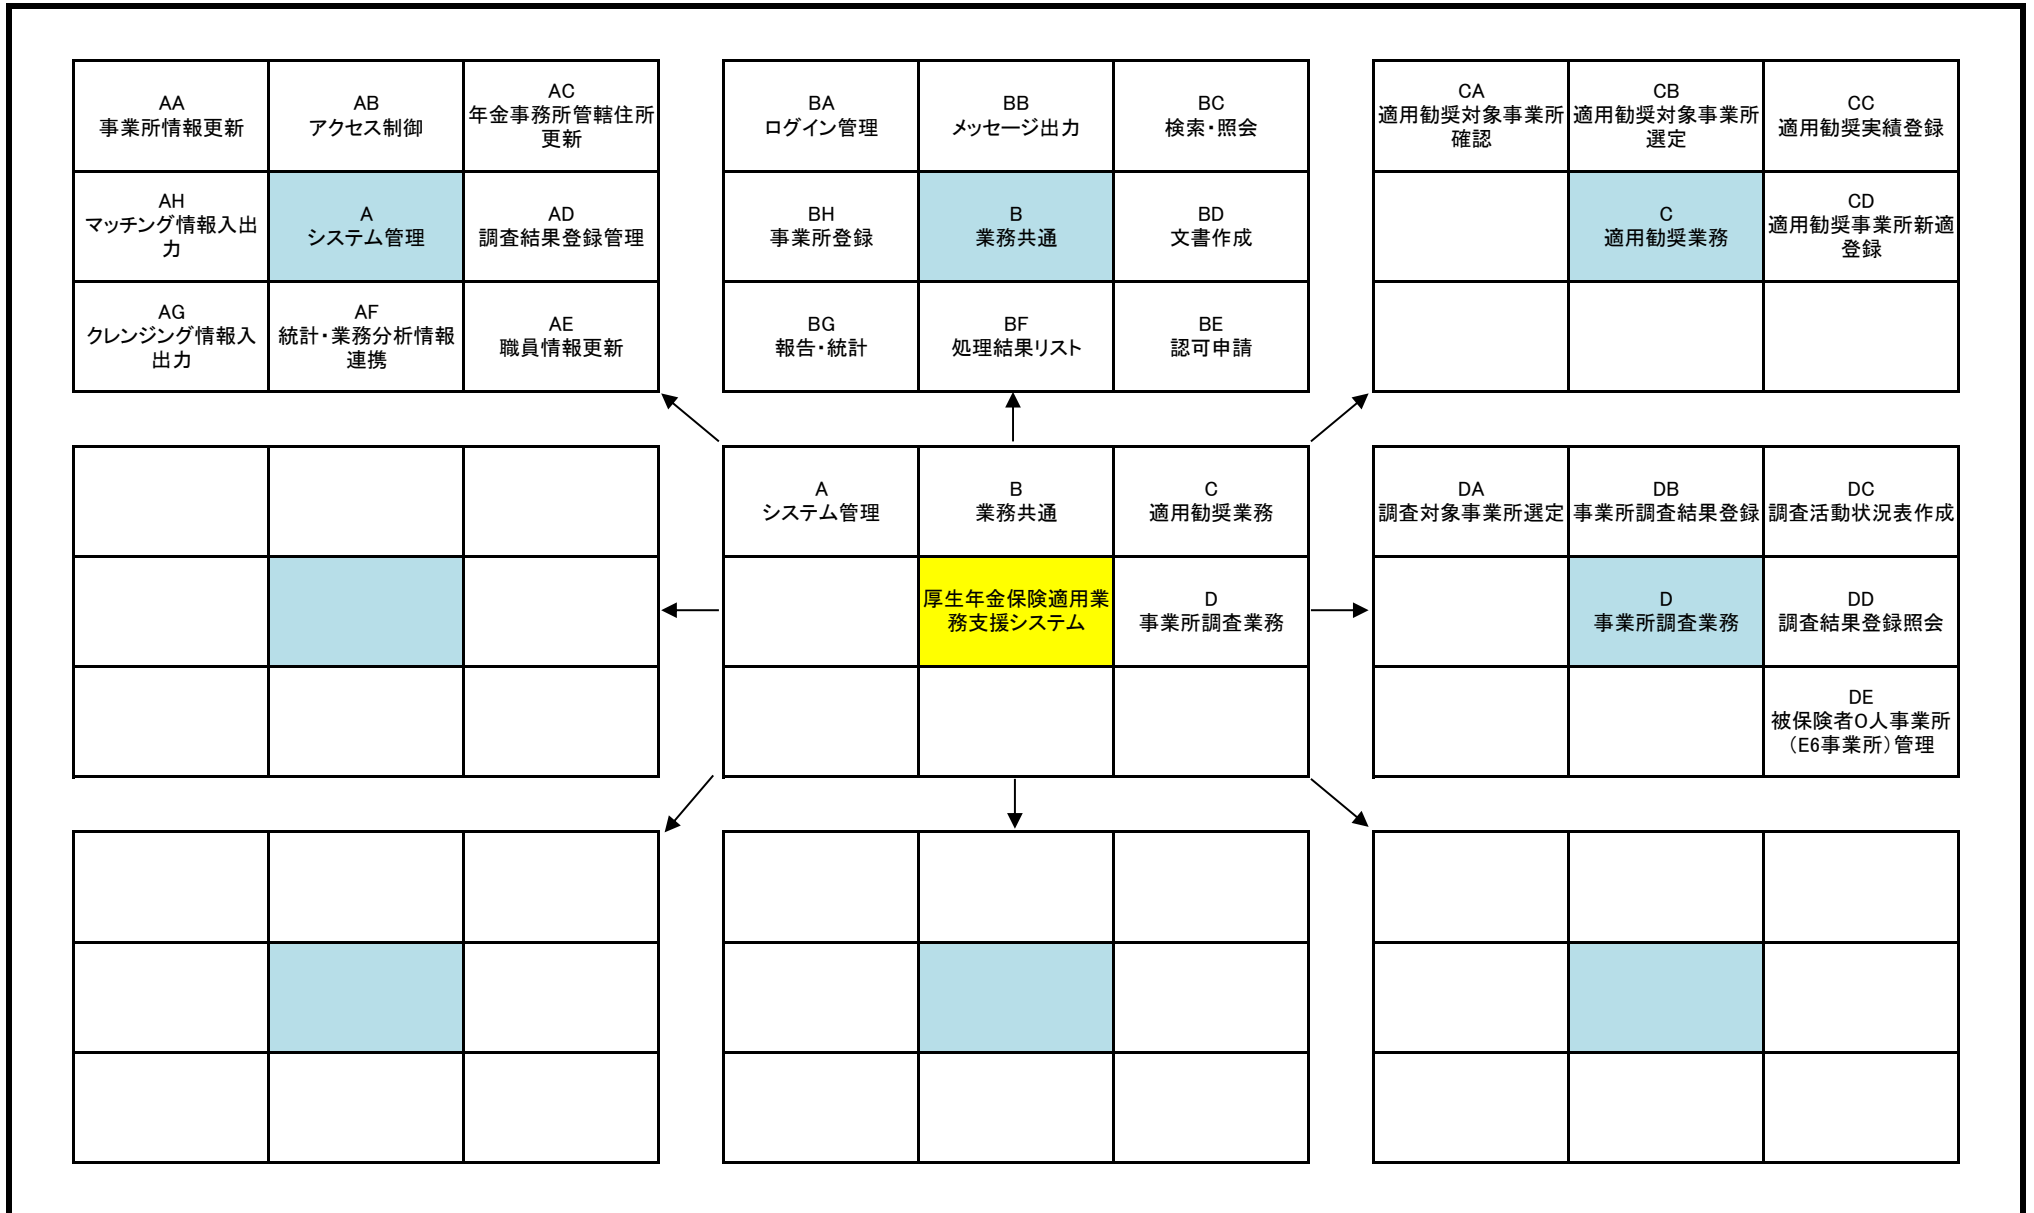 AA
事業所情報更新
AB
アクセス制御
AC
年金事務所管轄住所
更新
AH
マッチング情報入出
力
A
システム管理
AD
調査結果登録管理
AG
クレンジング情報入
出力
AF
統計・業務分析情報
連携
AE
職員情報更新
BA
ログイン管理
BB
メッセージ出力
BC
検索・照会
BH
事業所登録
B
業務共通
BD
文書作成
BG
報告・統計
BF
処理結果リスト
BE
認可申請
CA
適用勧奨対象事業所
確認
CB
適用勧奨対象事業所
選定
CC
適用勧奨実績登録
C
適用勧奨業務
CD
適用勧奨事業所新適
登録
A
システム管理
B
業務共通
C
適用勧奨業務
厚生年金保険適用業
務支援システム
D
事業所調査業務
DA
調査対象事業所選定
DB
事業所調査結果登録
DC
調査活動状況表作成
D
事業所調査業務
DD
調査結果登録照会
DE
被保険者0人事業所
（E6事業所）管理